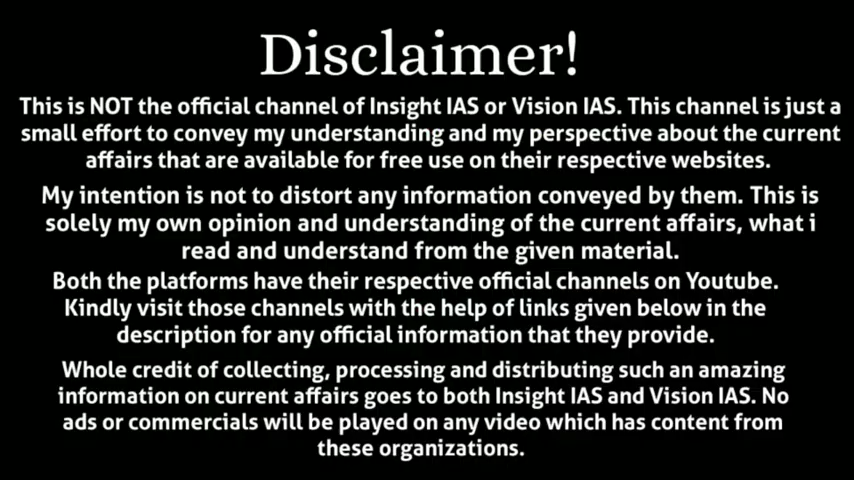 Disclaimer!
This is NOT the official channel of Insight IAS or Vision IAS. This channel is just a
small effort to convey my understanding and my perspective about the current
affairs that are available for free use on their respective websites.
My intention is not to distort any information conveyed by them. This is
solely my own opinion and understanding of the current affairs, what i
read and understand from the given material.
Both the platforms have their respective official channels on Youtube.
Kindly visit those channels with the help of links given below in the
description for any official information that they provide.
Whole credit of collecting, processing and distributing such an amazing
information on current affairs goes to both Insight IAS and Vision IAS. No
ads or commercials will be played on any video which has content from
these organizations.